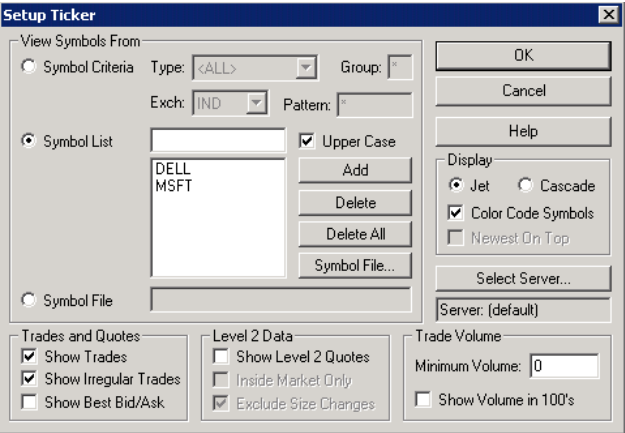 Setup Ticker
View Symbols From
Symbol Criteria Type: <ALL> Group: *
Exch: IND Pattern: *
Symbol List Upper Case
DELL
MSFT
Add
Delete
Delete All
Symbol File...
Symbol File
OK
Cancel
Help
Display
Jet Cascade
Color Code Symbols
Newest On Top
Select Server...
Server: (default)
Trades and Quotes
Show Trades
Show Irregular Trades
Show Best Bid/Ask
Level 2 Data
Show Level 2 Quotes
Inside Market Only
Exclude Size Changes
Trade Volume
Minimum Volume: 0
Show Volume in 100's